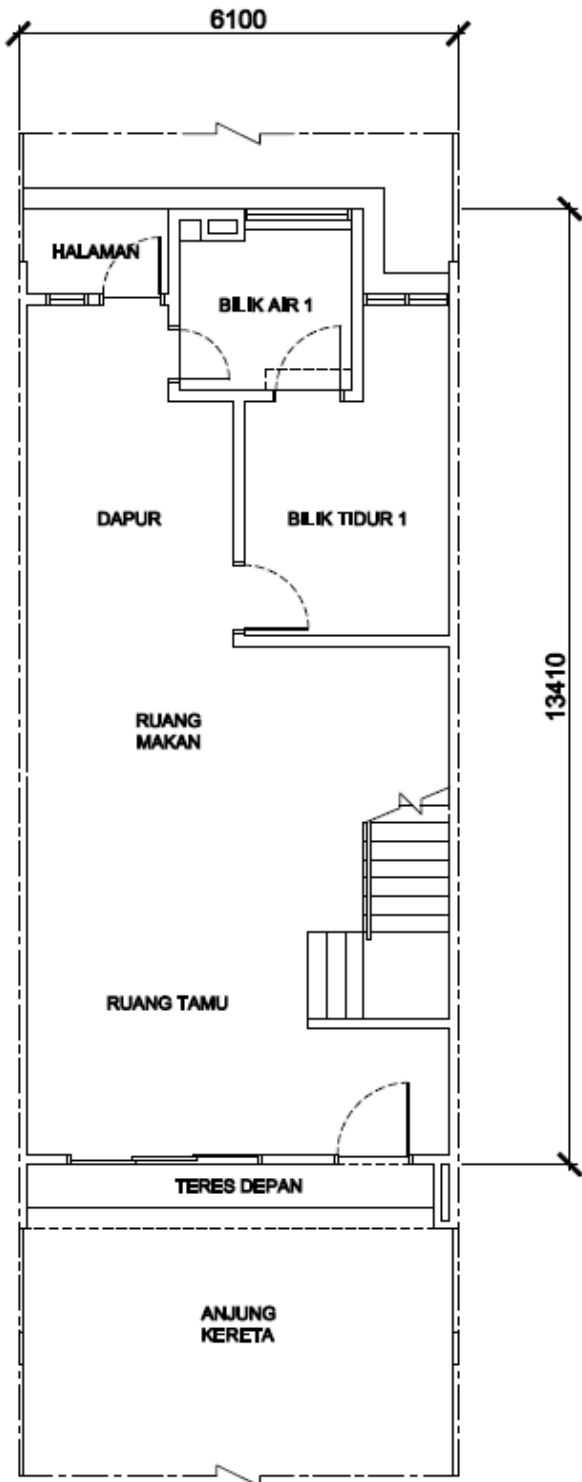 6100
HALAMAN
BILIK AIR 1
DAPUR
BILIK TIDUR 1
13410
RUANG
MAKAN
RUANG TAMU
TERES DEPAN
ANJUNG
KERETA